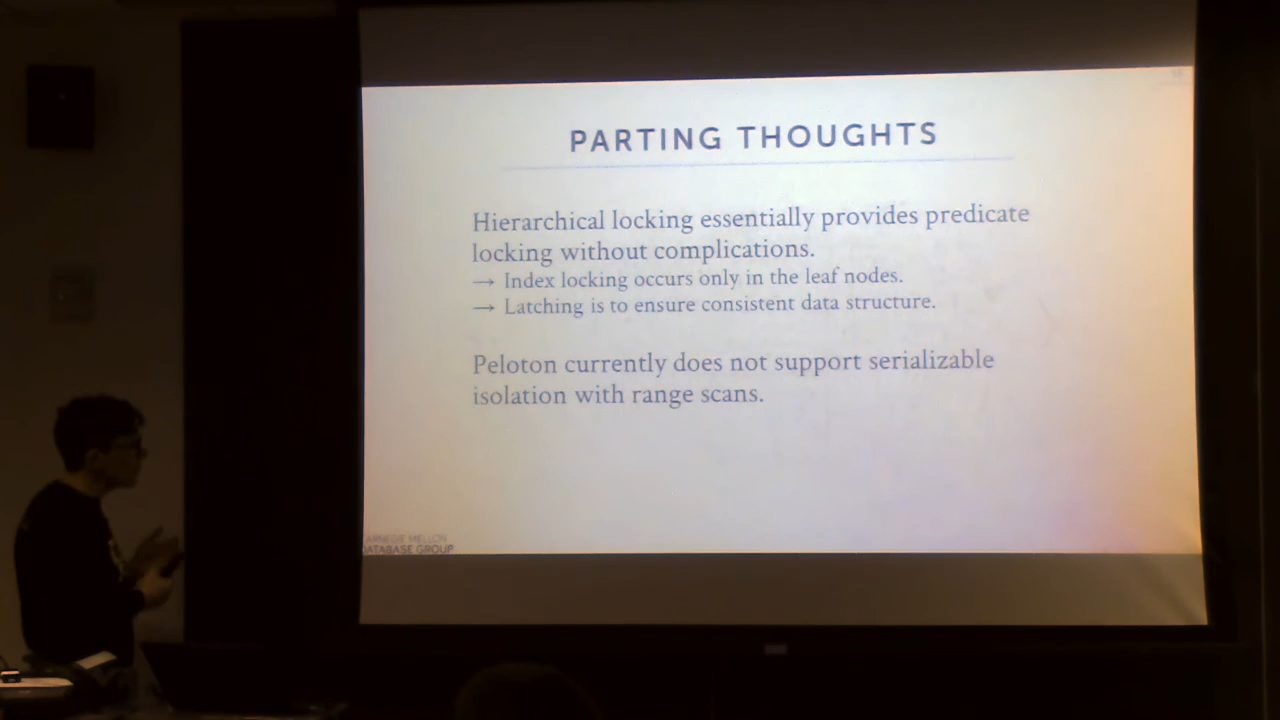 PARTING THOUGHTS
Hierarchical locking essentially provides predicate
locking without complications.
→ Index locking occurs only in the leaf nodes.
→ Latching is to ensure consistent data structure.
Peloton currently does not support serializable
isolation with range scans.
CARNEGIE MELLON
DATABASE GROUP